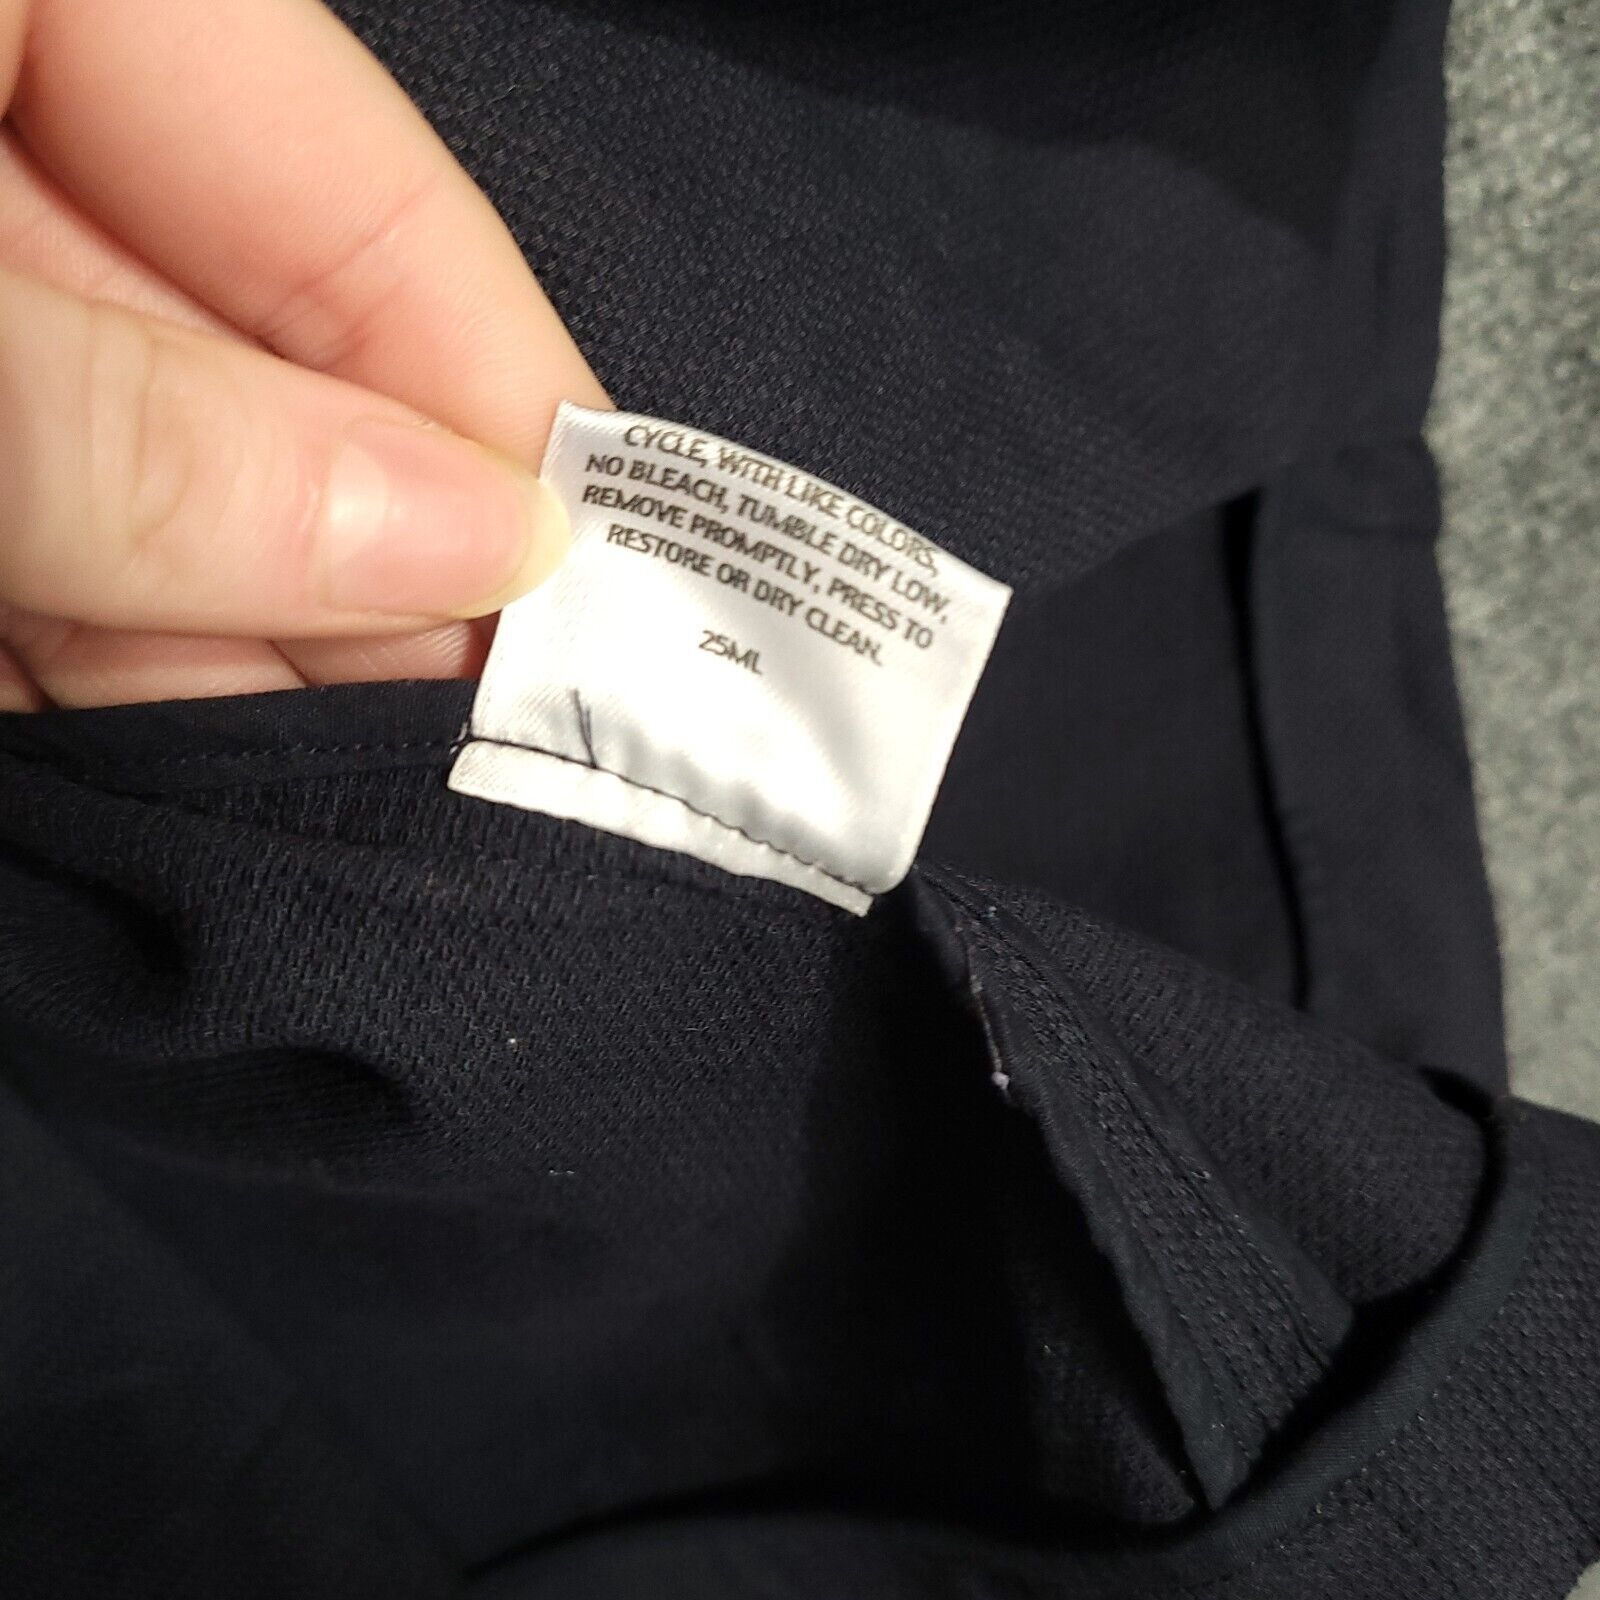 CYCLE, WITH LIKE COLORS,
NO BLEACH, TUMBLE DRY LOW,
REMOVE PROMPTLY, PRESS TO
RESTORE OR DRY CLEAN.
25ML